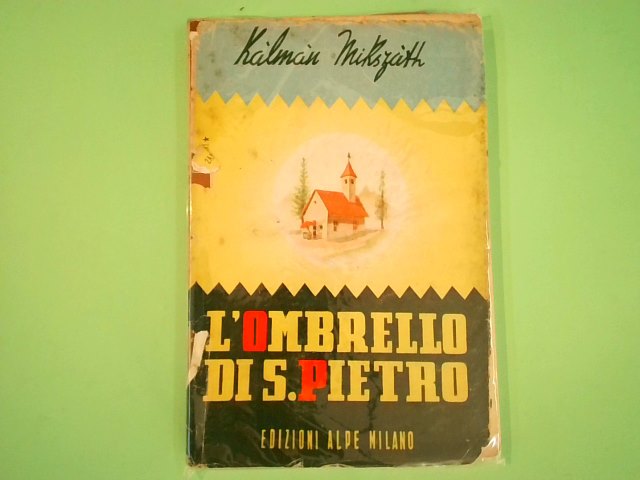 Kálmán Mikszáth
L'OMBRELLO
DI S. PIETRO
EDIZIONI ALPE MILANO